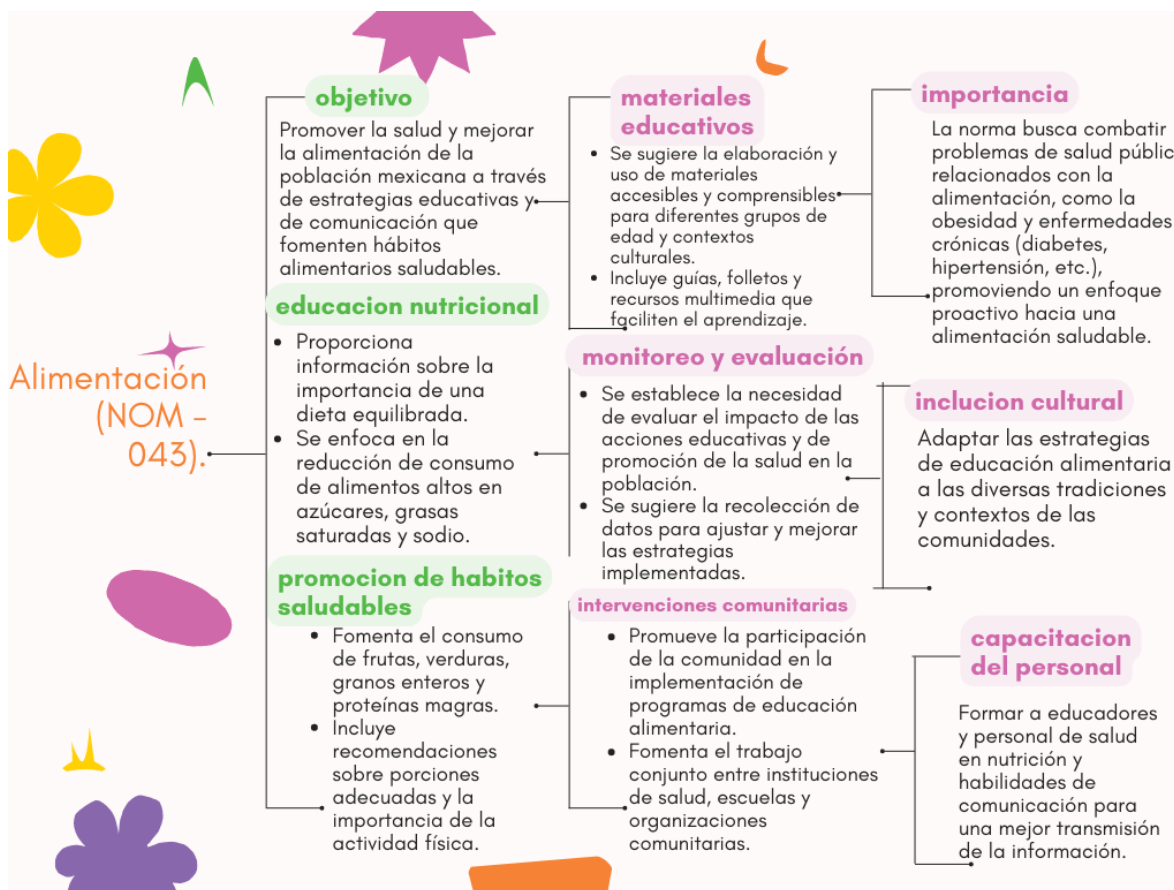 Alimentación
(NOM -
043).
objetivo
Promover la salud y mejorar
la alimentación de la
población mexicana a través
de estrategias educativas y
de comunicación que
fomenten hábitos
alimentarios saludables.
educacion nutricional
• Proporciona
información sobre la
importancia de una
dieta equilibrada.
• Se enfoca en la
reducción de consumo
de alimentos altos en
azúcares, grasas
saturadas y sodio.
promocion de habitos
saludables
• Fomenta el consumo
de frutas, verduras,
granos enteros y
proteínas magras.
• Incluye
recomendaciones
sobre porciones
adecuadas y la
importancia de la
actividad física.
materiales
educativos
• Se sugiere la elaboración y
uso de materiales
accesibles y comprensibles
para diferentes grupos de
edad y contextos
culturales.
• Incluye guías, folletos y
recursos multimedia que
faciliten el aprendizaje.
monitoreo y evaluación
• Se establece la necesidad
de evaluar el impacto de las
acciones educativas y de
promoción de la salud en la
población.
• Se sugiere la recolección de
datos para ajustar y mejorar
las estrategias
implementadas.
intervenciones comunitarias
• Promueve la participación
de la comunidad en la
implementación de
programas de educación
alimentaria.
• Fomenta el trabajo
conjunto entre instituciones
de salud, escuelas y
organizaciones
comunitarias.
importancia
La norma busca combatir
problemas de salud públic
relacionados con la
alimentación, como la
obesidad y enfermedades
crónicas (diabetes,
hipertensión, etc.),
promoviendo un enfoque
proactivo hacia una
alimentación saludable.
inclucion cultural
Adaptar las estrategias
de educación alimentaria
a las diversas tradiciones
y contextos de las
comunidades.
capacitacion
del personal
Formar a educadores
y personal de salud
en nutrición y
habilidades de
comunicación para
una mejor transmisión
de la información.